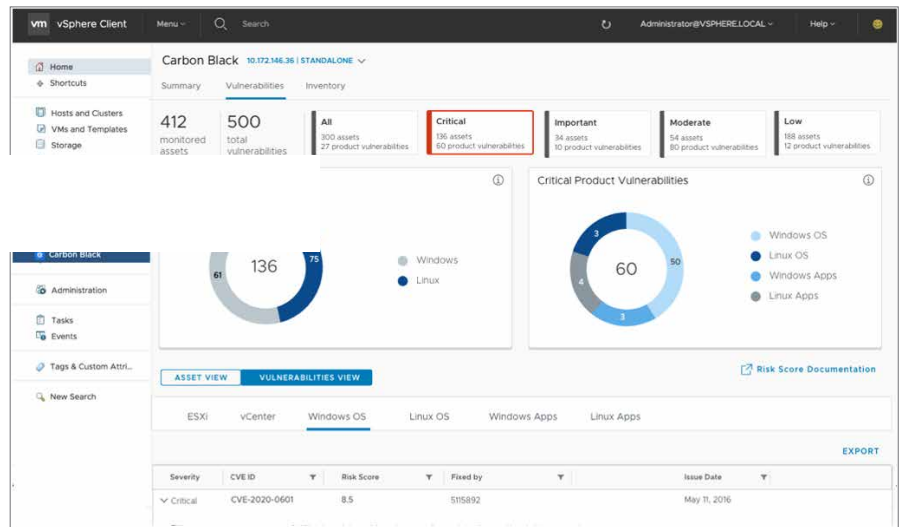 vm vSphere Client Menu Search Administrator@VSPHERE.LOCAL Help
Home
Shortcuts
Hosts and Clusters
VMs and Templates
Storage
Carbon Black
Administration
Tasks
Events
Tags & Custom Attri...
New Search
Carbon Black 10.172.146.36 | STANDALONE
Summary Vulnerabilities Inventory
412
monitored
assets
500
total
vulnerabilities
All
300 assets
27 product vulnerabilities
Critical
136 assets
60 product vulnerabilities
Important
34 assets
10 product vulnerabilities
Moderate
54 assets
80 product vulnerabilities
Low
188 assets
12 product vulnerabilities
61
136
75
Windows
Linux
Critical Product Vulnerabilities
3
4
60
50
3
Windows OS
Linux OS
Windows Apps
Linux Apps
ASSET VIEW VULNERABILITIES VIEW
Risk Score Documentation
ESXi vCenter Windows OS Linux OS Windows Apps Linux Apps
EXPORT
Severity CVE ID Risk Score Fixed by Issue Date
Critical CVE-2020-0601 8.5 5115892 May 11, 2016